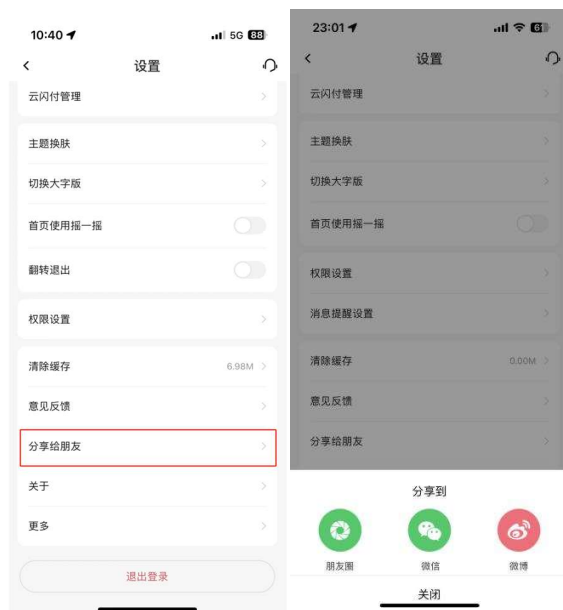 10:40
5G 88
设置
云闪付管理
主题换肤
切换大字版
首页使用摇一摇
翻转退出
权限设置
清除缓存 6.98M
意见反馈
分享给朋友
关于
更多
退出登录
23:01
61
设置
云闪付管理
主题换肤
切换大字版
首页使用摇一摇
权限设置
消息提醒设置
清除缓存 0.00M
意见反馈
分享给朋友
分享到
朋友圈 微信 微博
关闭